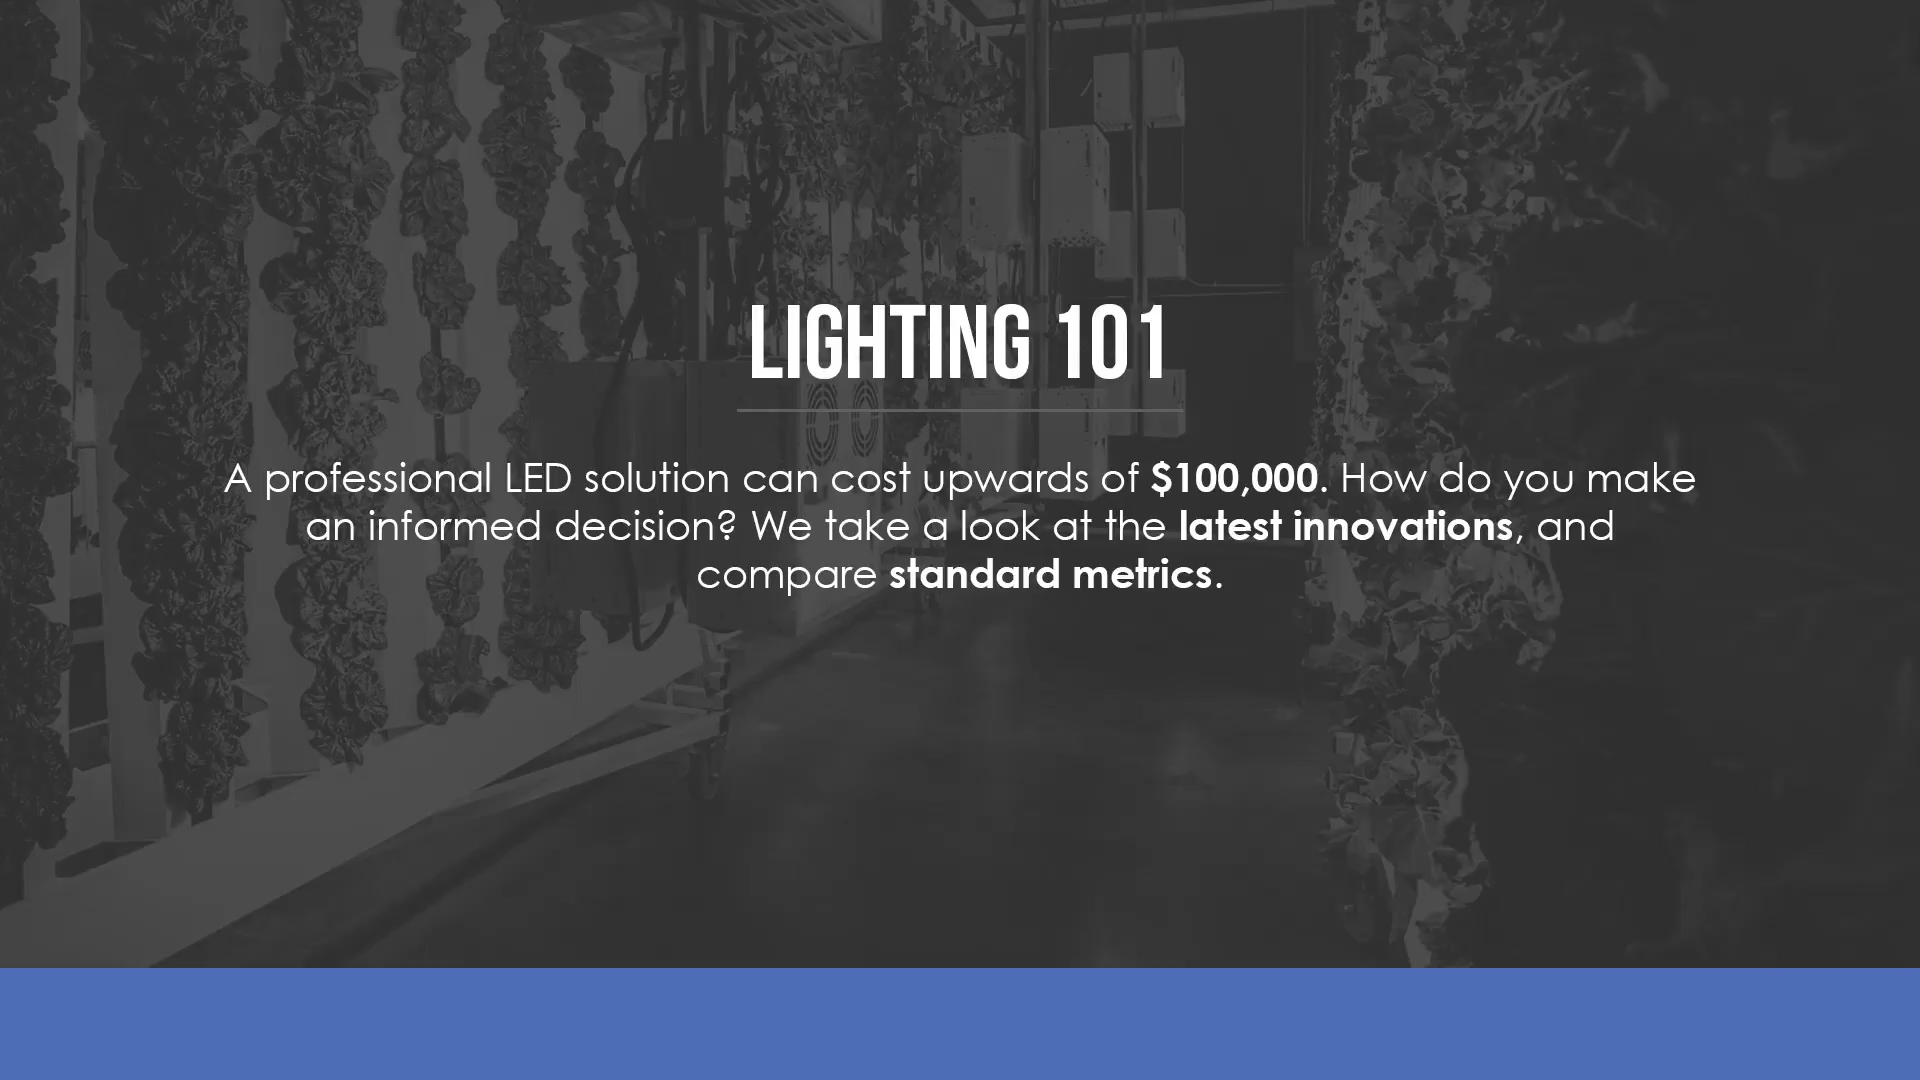 LIGHTING 101
A professional LED solution can cost upwards of $100,000. How do you make
an informed decision? We take a look at the latest innovations, and
compare standard metrics.